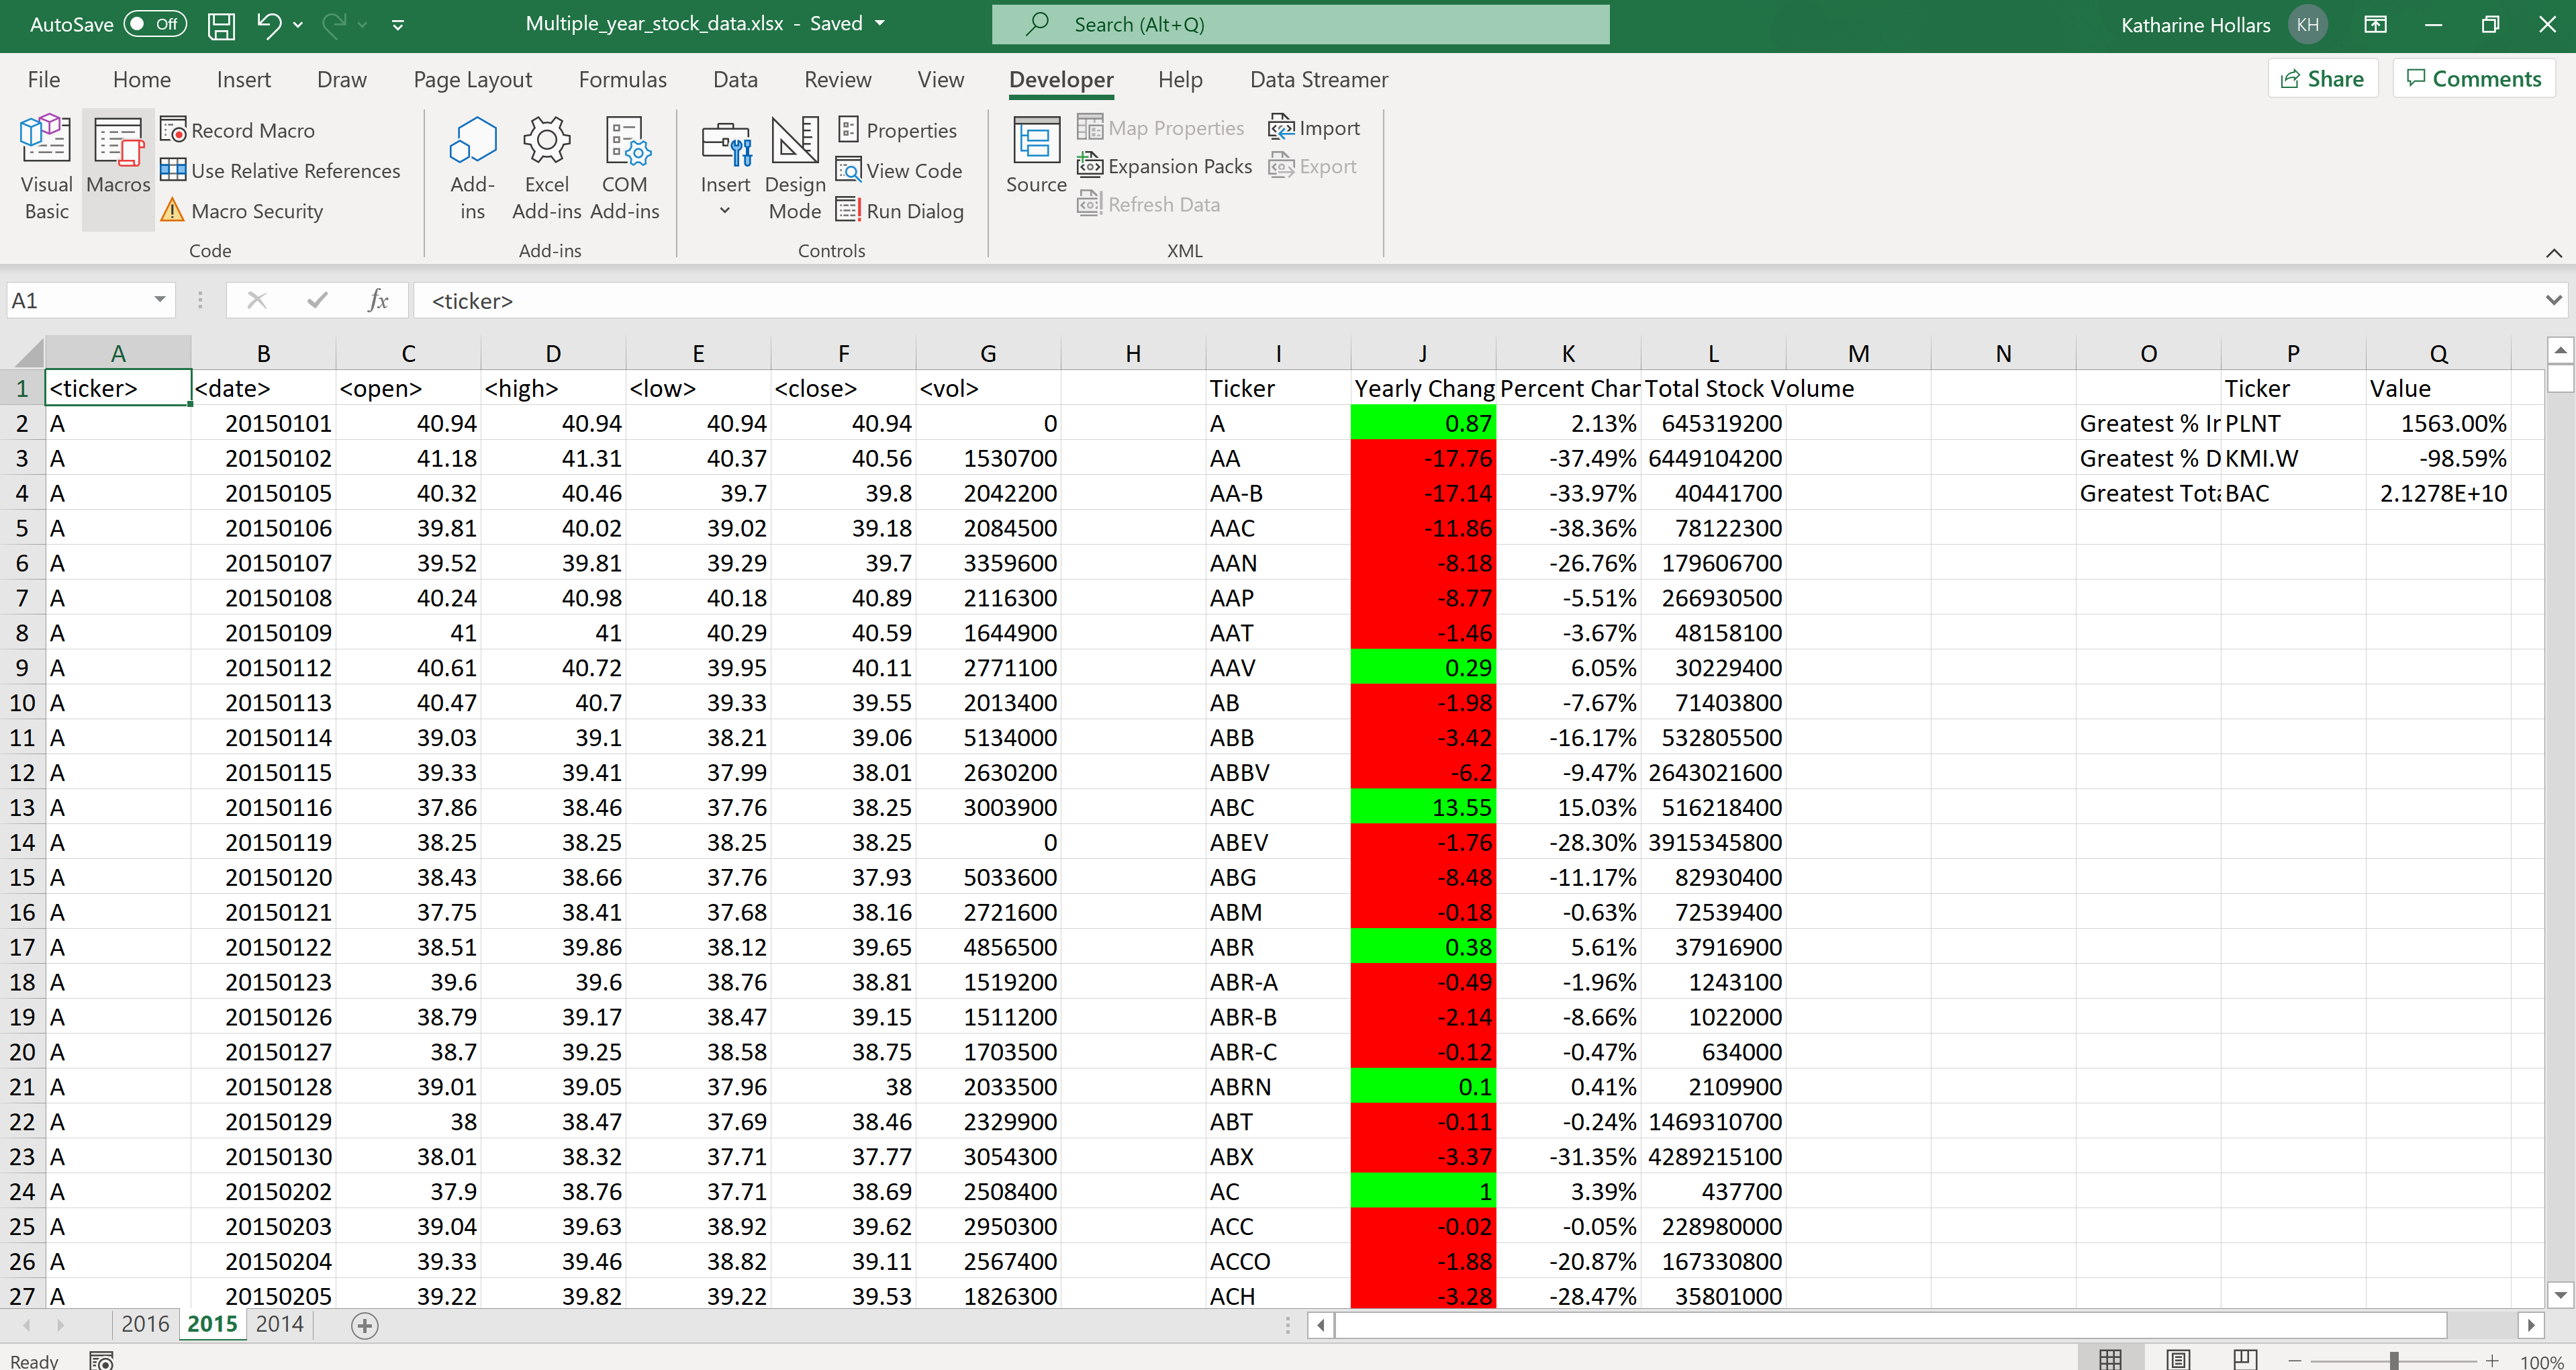 AutoSave Off Multiple_year_stock_data.xlsx - Saved Search (Alt+Q) Katharine Hollars KH
File Home Insert Draw Page Layout Formulas Data Review View Developer Help Data Streamer Share Comments
Visual Basic
Macros
Record Macro
Use Relative References
Macro Security
Code
Add-ins
Excel Add-ins
COM Add-ins
Add-ins
Insert
Design Mode
Properties
View Code
Run Dialog
Controls
Source
Map Properties
Expansion Packs
Refresh Data
Import
Export
XML
A1 fx <ticker>
A B C D E F G H I J K L M N O P Q
1 <ticker> <date> <open> <high> <low> <close> <vol> Ticker Yearly Chang Percent Char Total Stock Volume Ticker Value
2 A 20150101 40.94 40.94 40.94 40.94 0 A 0.87 2.13% 645319200 Greatest % Ir PLNT 1563.00%
3 A 20150102 41.18 41.31 40.37 40.56 1530700 AA -17.76 -37.49% 6449104200 Greatest % D KMI.W -98.59%
4 A 20150105 40.32 40.46 39.7 39.8 2042200 AA-B -17.14 -33.97% 40441700 Greatest Tota BAC 2.1278E+10
5 A 20150106 39.81 40.02 39.02 39.18 2084500 AAC -11.86 -38.36% 78122300
6 A 20150107 39.52 39.81 39.29 39.7 3359600 AAN -8.18 -26.76% 179606700
7 A 20150108 40.24 40.98 40.18 40.89 2116300 AAP -8.77 -5.51% 266930500
8 A 20150109 41 41 40.29 40.59 1644900 AAT -1.46 -3.67% 48158100
9 A 20150112 40.61 40.72 39.95 40.11 2771100 AAV 0.29 6.05% 30229400
10 A 20150113 40.47 40.7 39.33 39.55 2013400 AB -1.98 -7.67% 71403800
11 A 20150114 39.03 39.1 38.21 39.06 5134000 ABB -3.42 -16.17% 532805500
12 A 20150115 39.33 39.41 37.99 38.01 2630200 ABBV -6.2 -9.47% 2643021600
13 A 20150116 37.86 38.46 37.76 38.25 3003900 ABC 13.55 15.03% 516218400
14 A 20150119 38.25 38.25 38.25 38.25 0 ABEV -1.76 -28.30% 3915345800
15 A 20150120 38.43 38.66 37.76 37.93 5033600 ABG -8.48 -11.17% 82930400
16 A 20150121 37.75 38.41 37.68 38.16 2721600 ABM -0.18 -0.63% 72539400
17 A 20150122 38.51 39.86 38.12 39.65 4856500 ABR 0.38 5.61% 37916900
18 A 20150123 39.6 39.6 38.76 38.81 1519200 ABR-A -0.49 -1.96% 1243100
19 A 20150126 38.79 39.17 38.47 39.15 1511200 ABR-B -2.14 -8.66% 1022000
20 A 20150127 38.7 39.25 38.58 38.75 1703500 ABR-C -0.12 -0.47% 634000
21 A 20150128 39.01 39.05 37.96 38 2033500 ABRN 0.1 0.41% 2109900
22 A 20150129 38 38.47 37.69 38.46 2329900 ABT -0.11 -0.24% 1469310700
23 A 20150130 38.01 38.32 37.71 37.77 3054300 ABX -3.37 -31.35% 4289215100
24 A 20150202 37.9 38.76 37.71 38.69 2508400 AC 1 3.39% 437700
25 A 20150203 39.04 39.63 38.92 39.62 2950300 ACC -0.02 -0.05% 228980000
26 A 20150204 39.33 39.46 38.82 39.11 2567400 ACCO -1.88 -20.87% 167330800
27 A 20150205 39.22 39.82 39.22 39.53 1826300 ACH -3.28 -28.47% 35801000
2016 2015 2014
Ready 100%